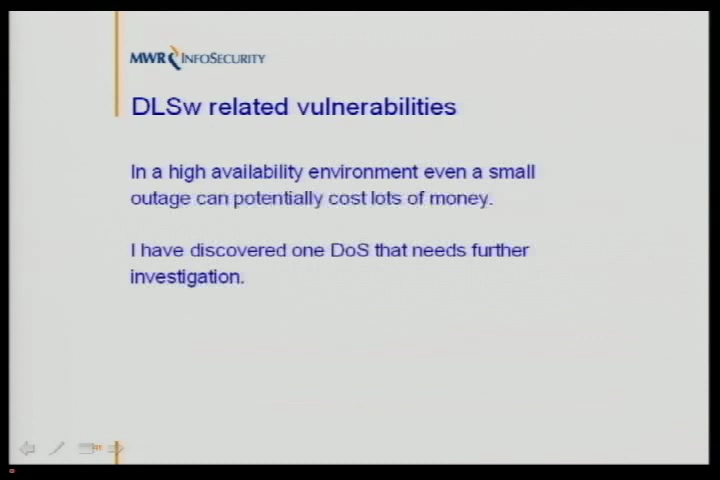 MWR INFOSECURITY
DLSw related vulnerabilities
In a high availability environment even a small
outage can potentially cost lots of money.
I have discovered one DoS that needs further
investigation.